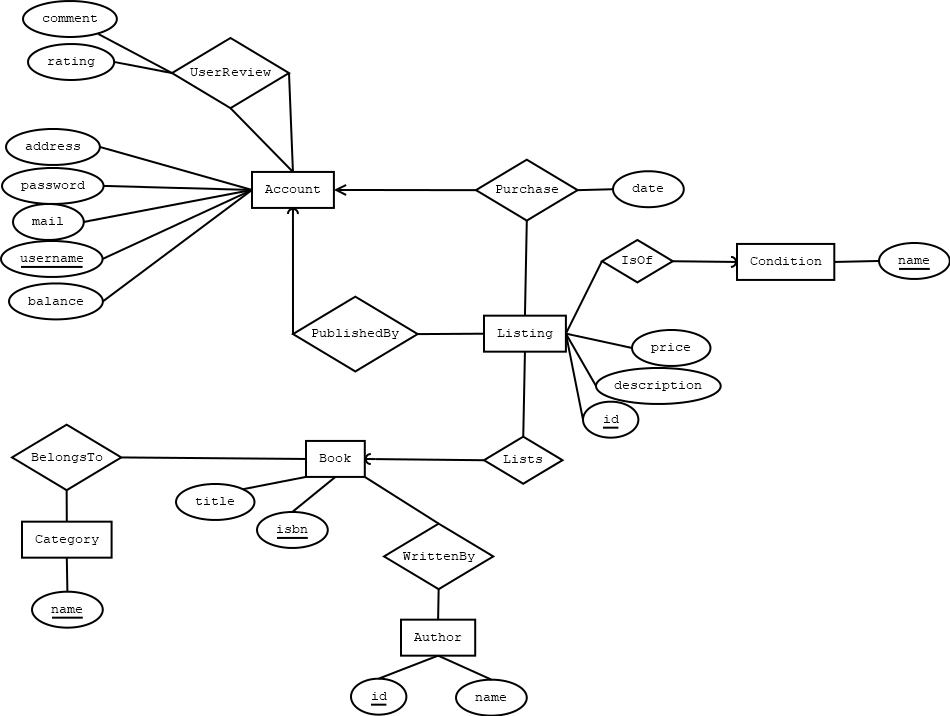 comment
rating
UserReview
address
password
mail
username
balance
Account
Purchase
date
IsOf
Condition
name
PublishedBy
Listing
price
description
id
BelongsTo
Book
Lists
title
isbn
Category
WrittenBy
name
Author
id
name